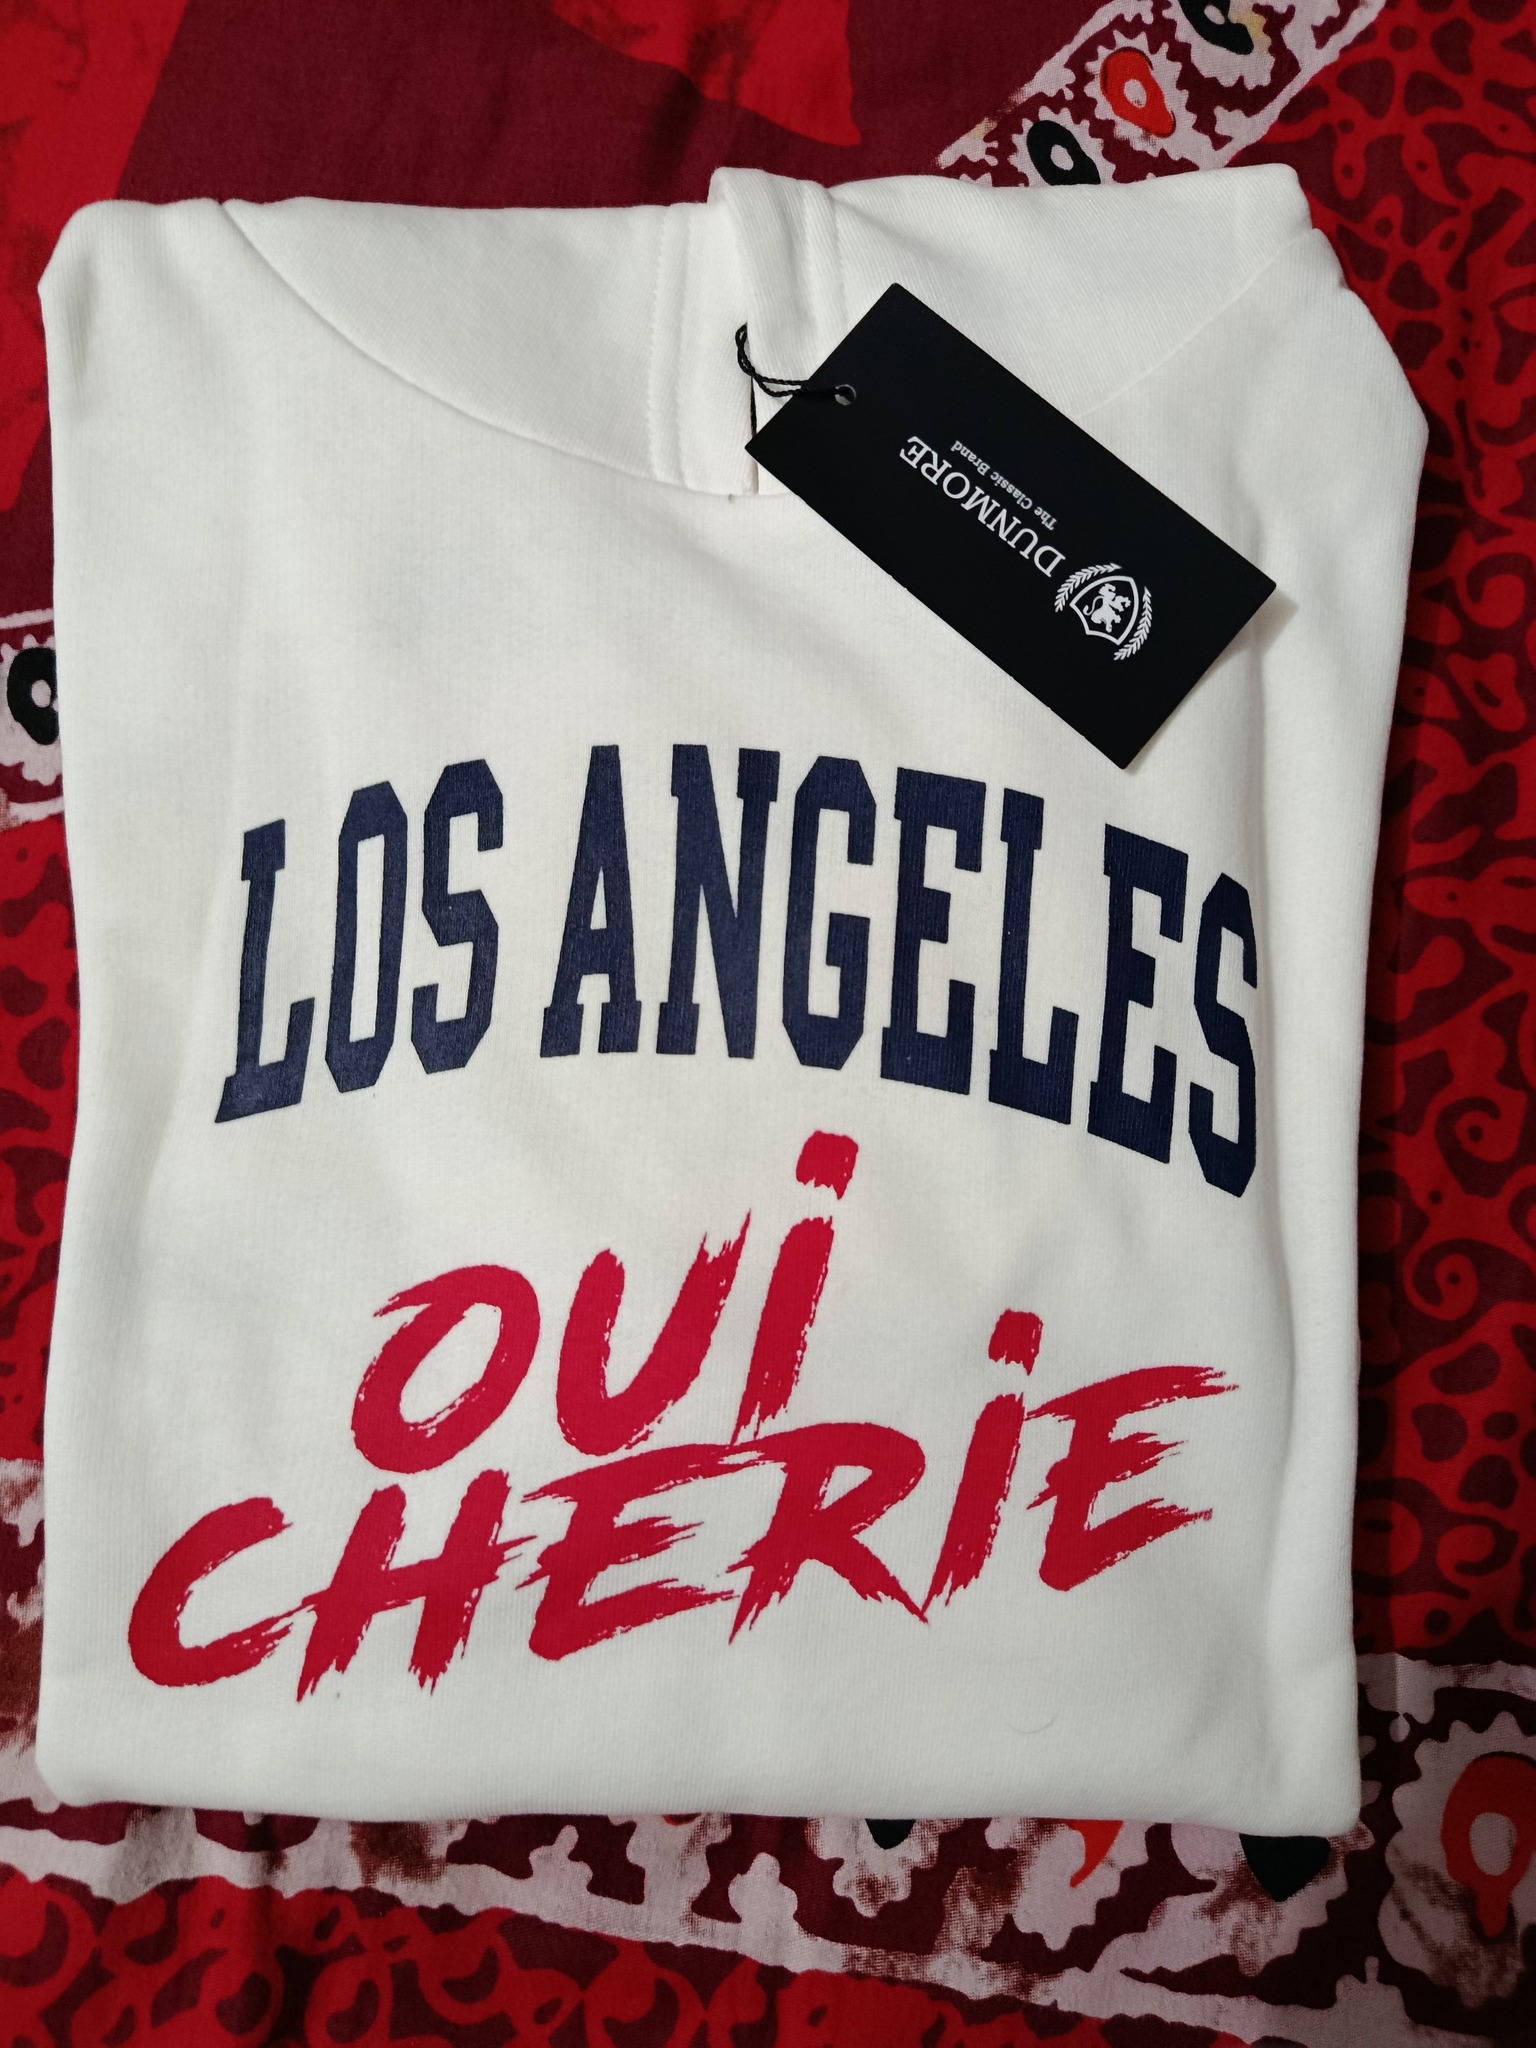 DUNMORE
The Classic Brand
LOS ANGELES
OUi
CHERiE